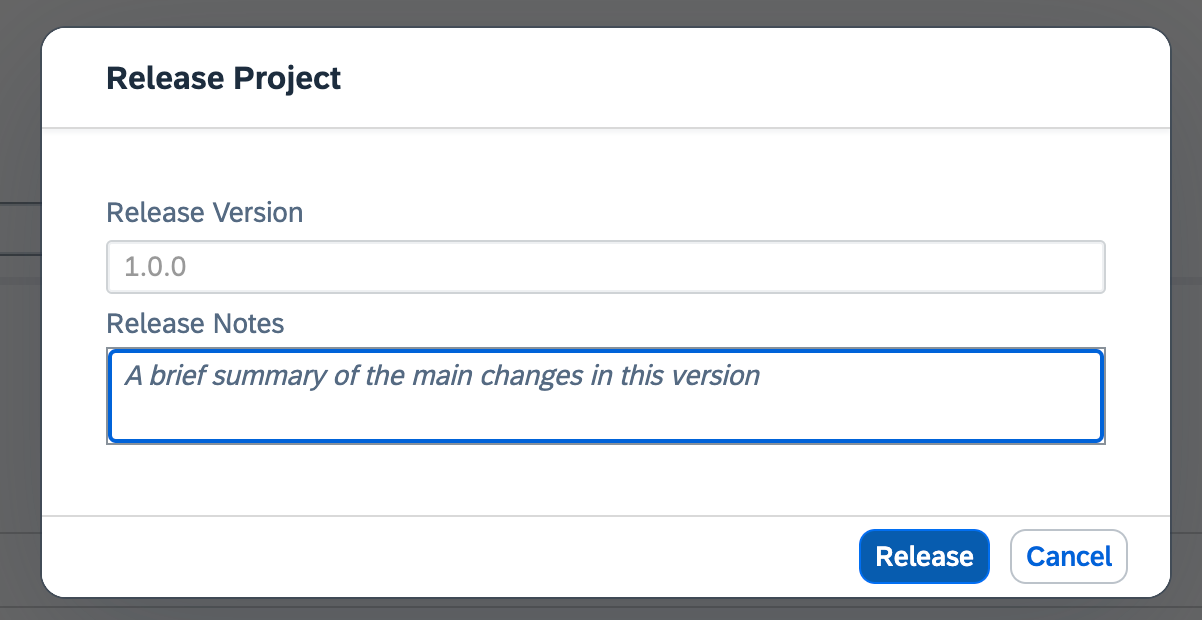 Release Project
Release Version
1.0.0
Release Notes
A brief summary of the main changes in this version
Release
Cancel